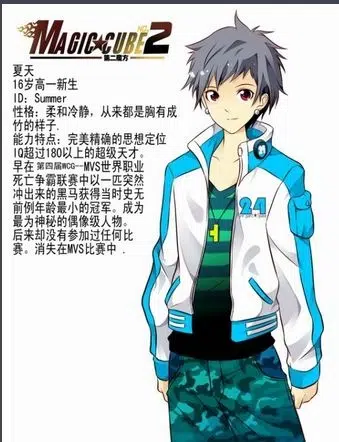 MAGIC★CUBE 2
第二魔方
夏天
16岁高一新生
ID: Summer
性格: 柔和冷静, 从来都是胸有成
竹的样子.
能力特点: 完美精确的思想定位
IQ超过180以上的超级天才。
早在 第四届WCG--MVS世界职业
死亡争霸联赛中以一匹突然
冲出来的黑马获得当时史无
前例年龄最小的冠军。成为
最为神秘的偶像级人物。
后来却没有参加过任何比
赛。消失在MVS比赛中 .
24